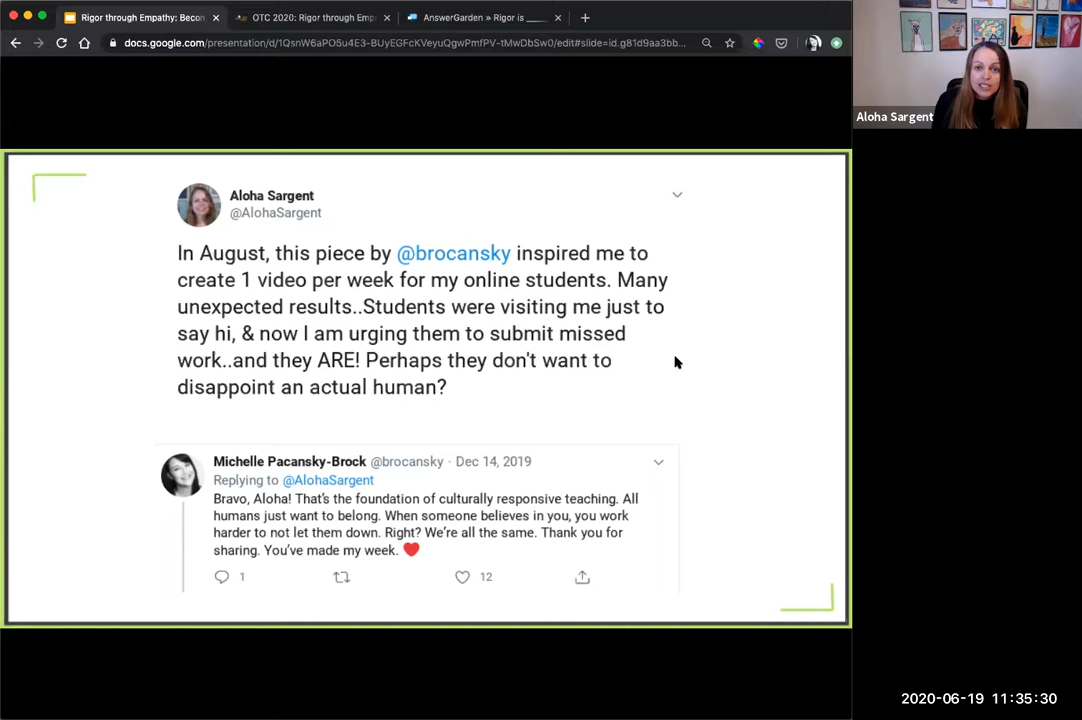 Rigor through Empathy: Becon
OTC 2020: Rigor through Emp
AnswerGarden » Rigor is ____
docs.google.com/presentation/d/1QsnW6aPO5u4E3-BUyEGFcKVeyuQgwPmfPV-tMwDbSw0/edit#slide=id.g81d9aa3bb...
Aloha Sargent
Aloha Sargent
@AlohaSargent
In August, this piece by @brocansky inspired me to
create 1 video per week for my online students. Many
unexpected results..Students were visiting me just to
say hi, & now I am urging them to submit missed
work..and they ARE! Perhaps they don't want to
disappoint an actual human?
Michelle Pacansky-Brock @brocansky · Dec 14, 2019
Replying to @AlohaSargent
Bravo, Aloha! That's the foundation of culturally responsive teaching. All
humans just want to belong. When someone believes in you, you work
harder to not let them down. Right? We're all the same. Thank you for
sharing. You've made my week. ❤️
1 12
2020-06-19 11:35:30